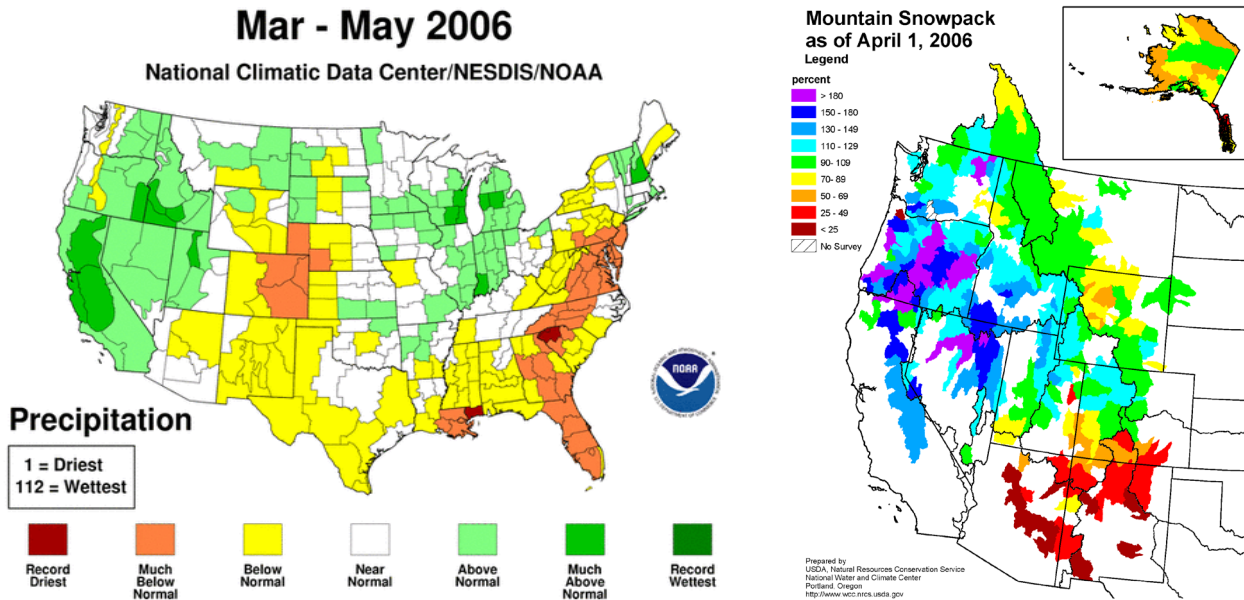 Mar - May 2006
National Climatic Data Center/NESDIS/NOAA
NOAA
Precipitation
1 = Driest
112 = Wettest
Record
Driest
Much
Below
Normal
Below
Normal
Near
Normal
Above
Normal
Much
Above
Normal
Record
Wettest
Mountain Snowpack
as of April 1, 2006
Legend
percent
> 180
150 - 180
130 - 149
110 - 129
90- 109
70- 89
50 - 69
25 - 49
< 25
No Survey
Prepared by
USDA, Natural Resources Conservation Service
National Water and Climate Center
Portland, Oregon
http://www.wcc.nrcs.usda.gov